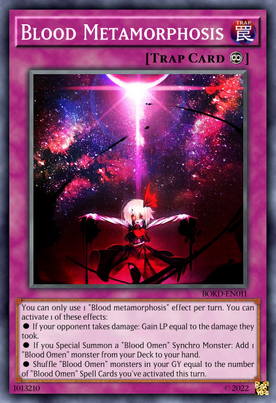 BLOOD METAMORPHOSIS
TRAP
罠
[TRAP CARD]
BOKD-EN011
You can only use 1 "Blood metamorphosis" effect per turn. You can
activate 1 of these effects:
● If your opponent takes damage: Gain LP equal to the damage they
took.
● If you Special Summon a "Blood Omen" Synchro Monster: Add 1
"Blood Omen" monster from your Deck to your hand.
● Shuffle "Blood Omen" monsters in your GY equal to the number
of "Blood Omen" Spell Cards you've activated this turn.
1013210
©2022